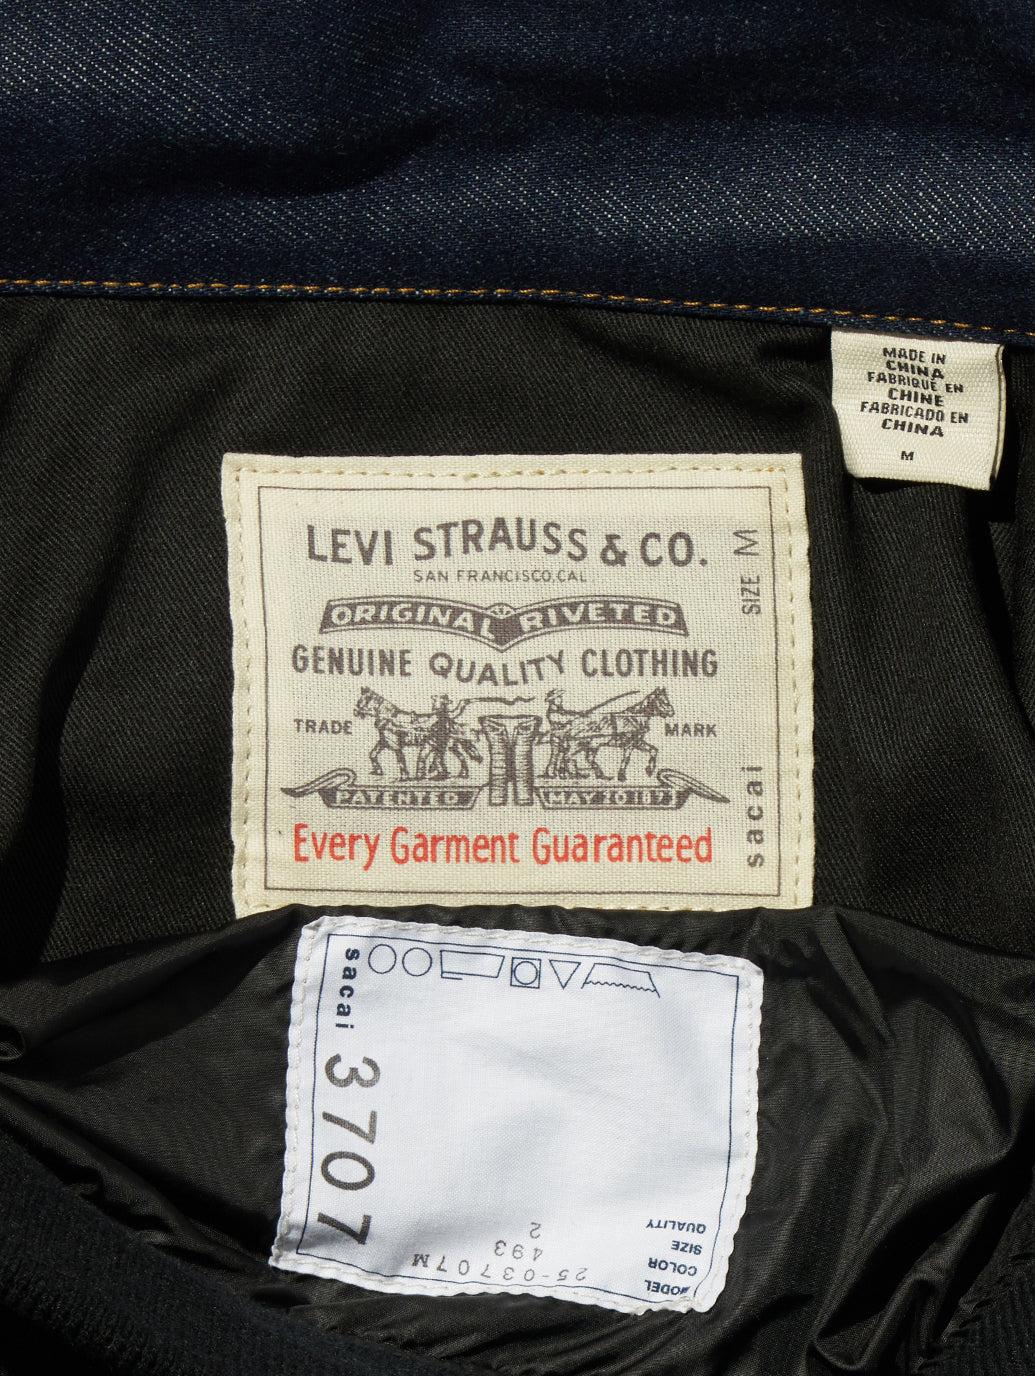 MADE IN
CHINA
FABRIQUÉ EN
CHINE
FABRICADO EN
CHINA
M
LEVI STRAUSS & CO.
SAN FRANCISCO, CAL.
ORIGINAL RIVETED
GENUINE QUALITY CLOTHING
TRADE MARK
PATENTED MAY 20 1873
Every Garment Guaranteed
SIZE M
sacai
sacai
3707
QUALITY
SIZE 2
COLOR 493
MODEL 25-03707M